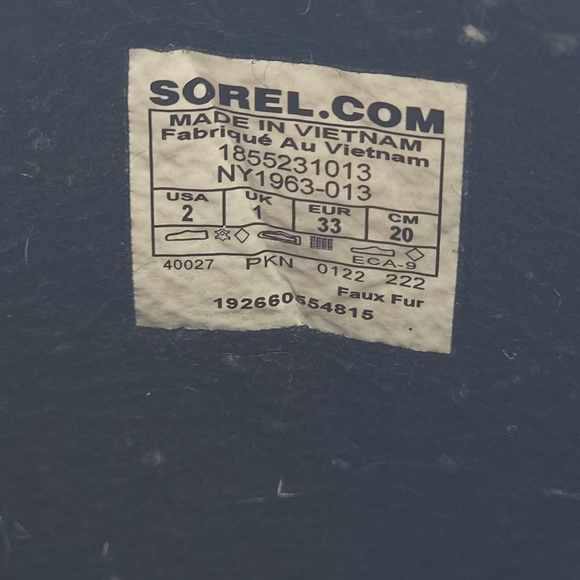 SOREL.COM
MADE IN VIETNAM
Fabriqué Au Vietnam
1855231013
NY1963-013
USA UK EUR CM
2 1 33 20
ECA-9
40027 PKN 0122 222
Faux Fur
192660554815